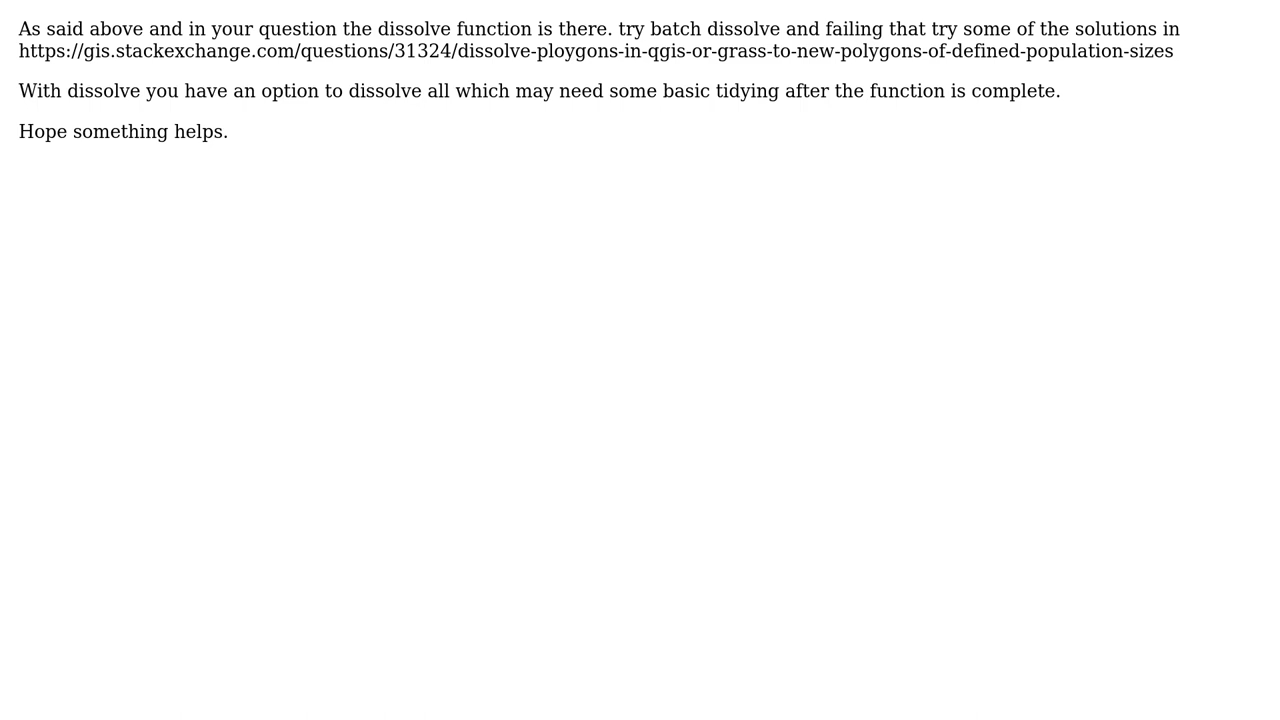 As said above and in your question the dissolve function is there. try batch dissolve and failing that try some of the solutions in
https://gis.stackexchange.com/questions/31324/dissolve-ploygons-in-qgis-or-grass-to-new-polygons-of-defined-population-sizes
With dissolve you have an option to dissolve all which may need some basic tidying after the function is complete.
Hope something helps.